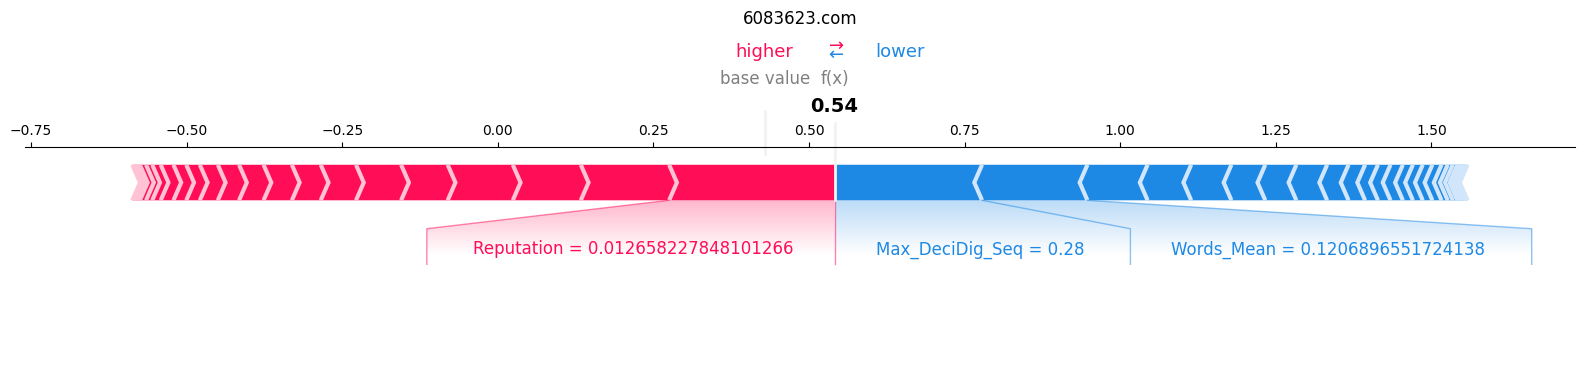 6083623.com
higher → ← lower
base value f(x)
0.54
−0.75 −0.50 −0.25 0.00 0.25 0.50 0.75 1.00 1.25 1.50
Reputation = 0.012658227848101266 Max_DeciDig_Seq = 0.28 Words_Mean = 0.1206896551724138